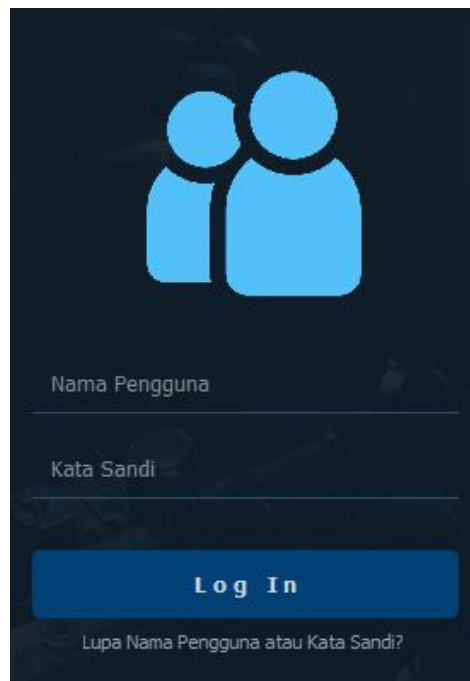 Nama Pengguna
Kata Sandi
Log In
Lupa Nama Pengguna atau Kata Sandi?